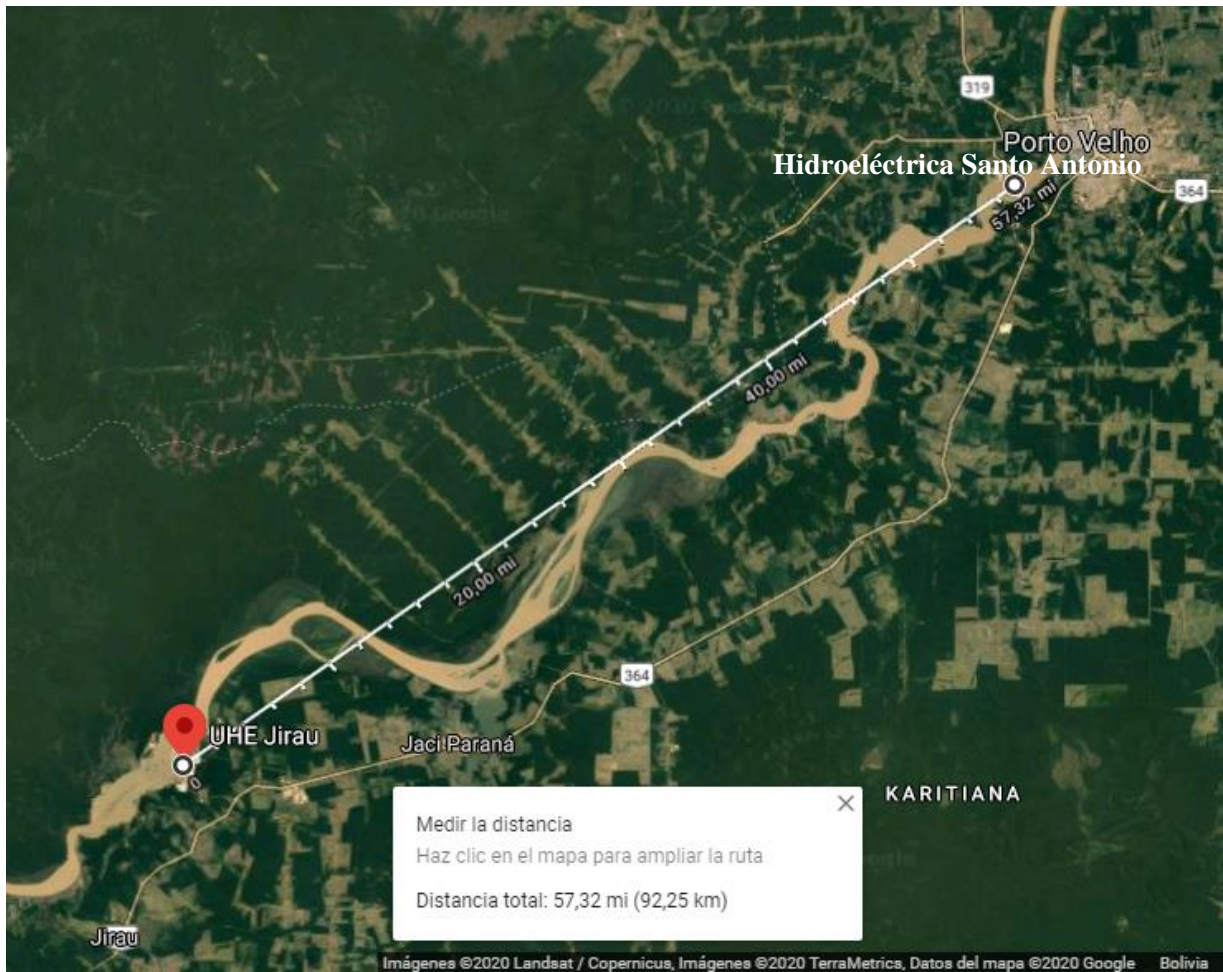 319
Porto Velho
Hidroeléctrica Santo Antonio
364
57,32 mi
40,00 mi
20,00 mi
364
UHE Jirau
0
Jaci Paraná
KARITIANA
Medir la distancia
Haz clic en el mapa para ampliar la ruta
Distancia total: 57,32 mi (92,25 km)
Jirau
Imágenes ©2020 Landsat / Copernicus, Imágenes ©2020 TerraMetrics, Datos del mapa ©2020 Google Bolivia